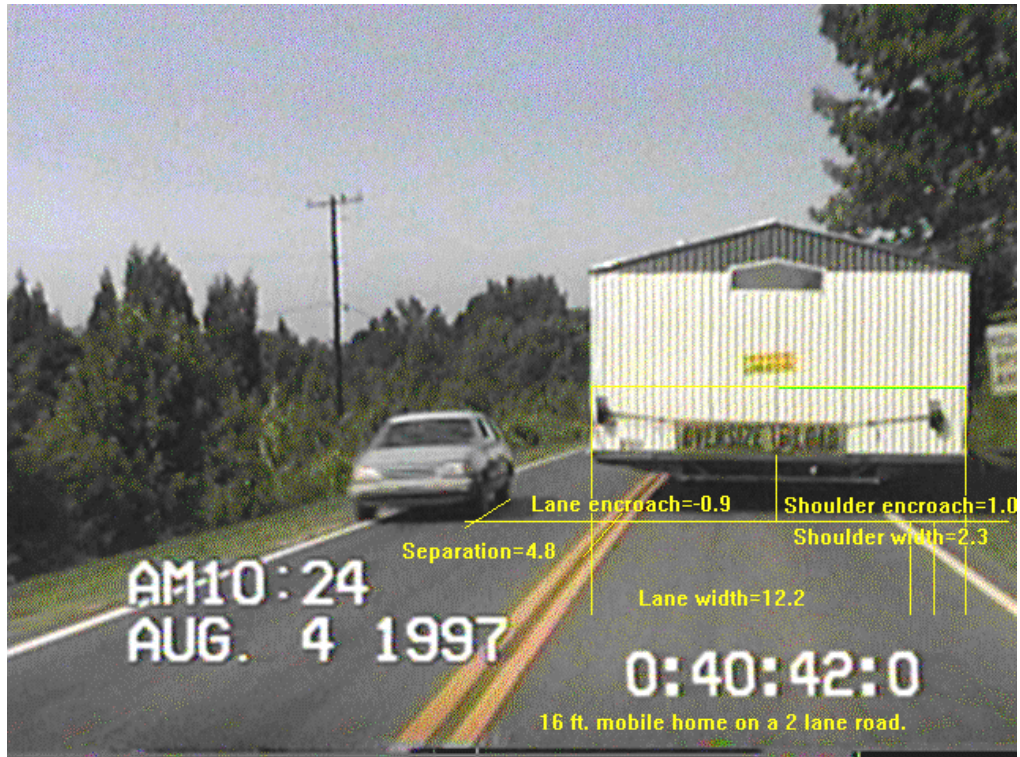 Lane encroach=-0.9
Shoulder encroach=1.0
Separation=4.8
Shoulder width=2.3
Lane width=12.2
AM10:24
AUG. 4 1997
0:40:42:0
16 ft. mobile home on a 2 lane road.